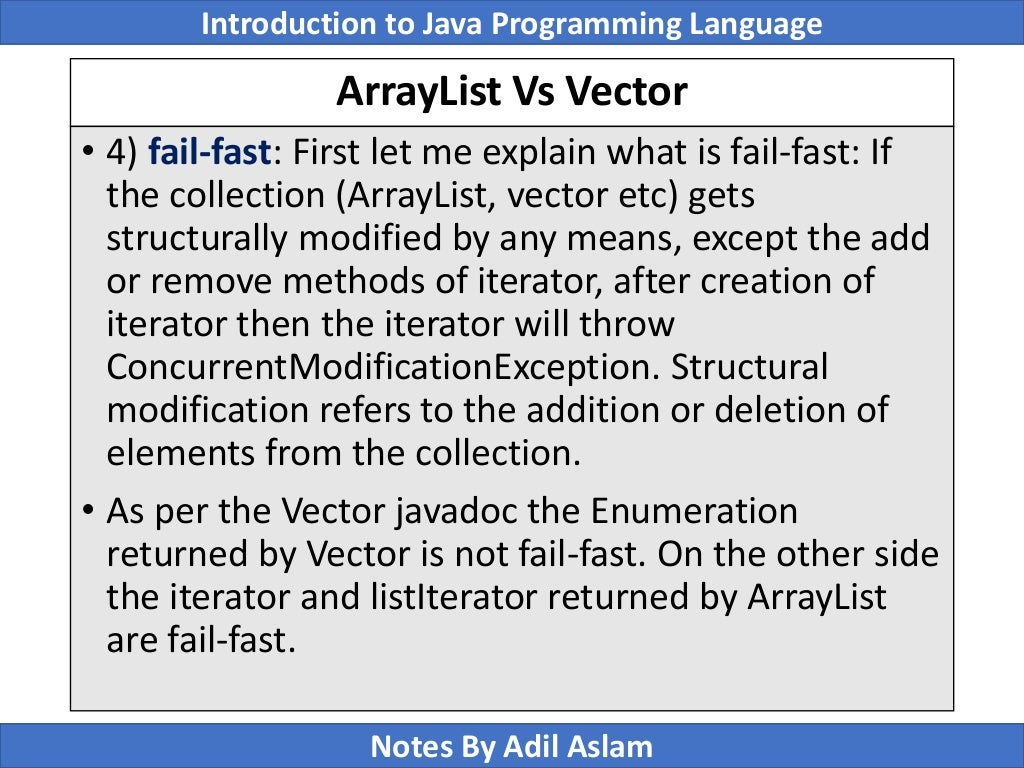 Introduction to Java Programming Language
ArrayList Vs Vector
• 4) fail-fast: First let me explain what is fail-fast: If
the collection (ArrayList, vector etc) gets
structurally modified by any means, except the add
or remove methods of iterator, after creation of
iterator then the iterator will throw
ConcurrentModificationException. Structural
modification refers to the addition or deletion of
elements from the collection.
• As per the Vector javadoc the Enumeration
returned by Vector is not fail-fast. On the other side
the iterator and listIterator returned by ArrayList
are fail-fast.
Notes By Adil Aslam